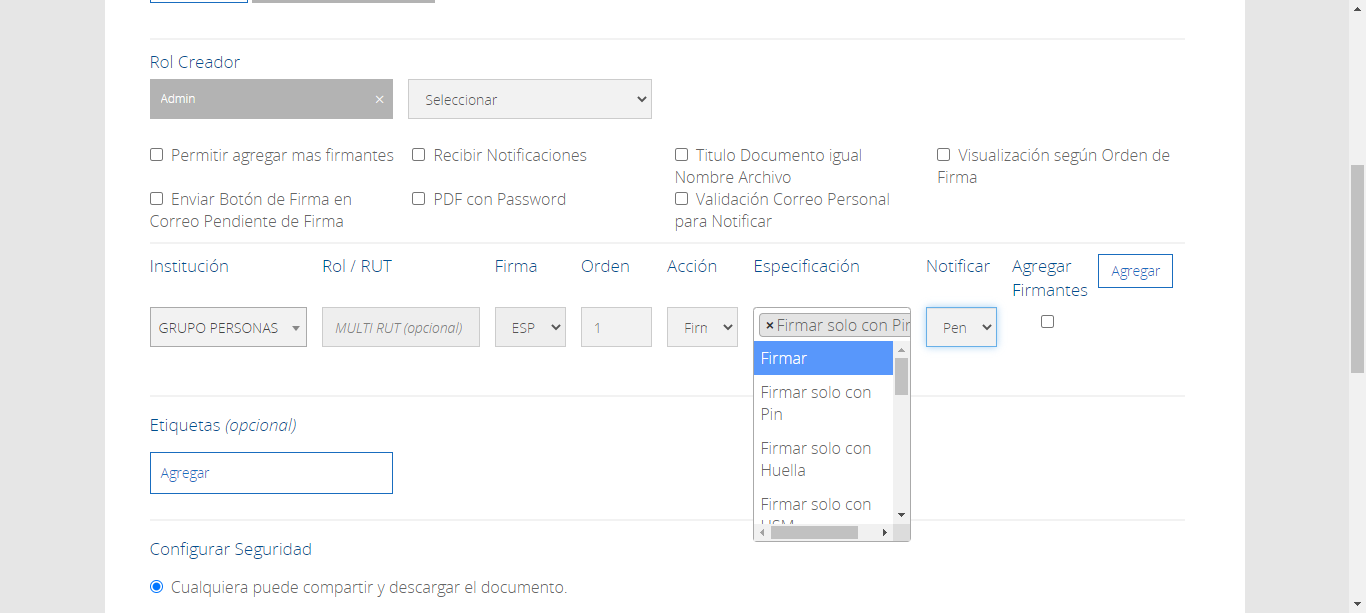 Rol Creador
Admin ×
Seleccionar
Permitir agregar mas firmantes
Recibir Notificaciones
Titulo Documento igual
Nombre Archivo
Visualización según Orden de
Firma
Enviar Botón de Firma en
Correo Pendiente de Firma
PDF con Password
Validación Correo Personal
para Notificar
Institución
Rol / RUT
Firma
Orden
Acción
Especificación
Notificar
Agregar
Firmantes
Agregar
GRUPO PERSONAS
MULTI RUT (opcional)
ESP
1
Firn
×Firmar solo con Pin
Pen
Firmar
Firmar solo con
Pin
Firmar solo con
Huella
Firmar solo con
HSM
Etiquetas (opcional)
Agregar
Configurar Seguridad
Cualquiera puede compartir y descargar el documento.